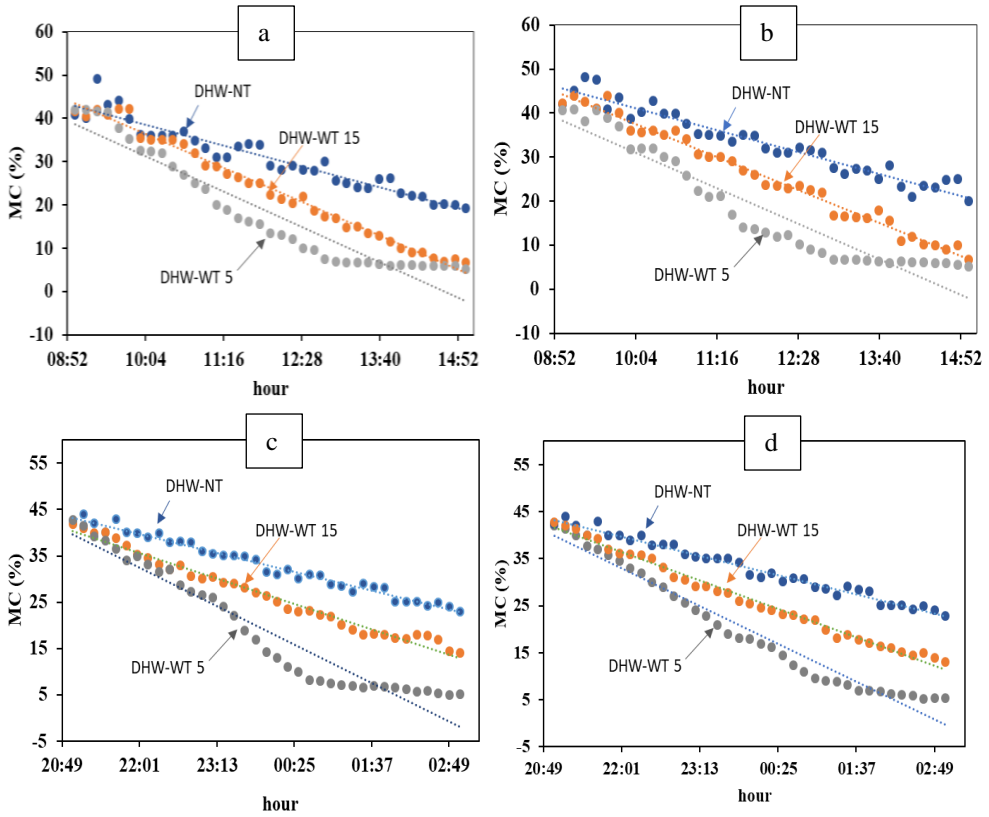 a
60
50
40
30
20
10
0
-10
MC (%)
DHW-NT
DHW-WT 15
DHW-WT 5
08:52 10:04 11:16 12:28 13:40 14:52
hour
b
60
50
40
30
20
10
0
-10
MC (%)
DHW-NT
DHW-WT 15
DHW-WT 5
08:52 10:04 11:16 12:28 13:40 14:52
hour
c
55
45
35
25
15
5
-5
MC (%)
DHW-NT
DHW-WT 15
DHW-WT 5
20:49 22:01 23:13 00:25 01:37 02:49
hour
d
55
45
35
25
15
5
-5
MC (%)
DHW-NT
DHW-WT 15
DHW-WT 5
20:49 22:01 23:13 00:25 01:37 02:49
hour